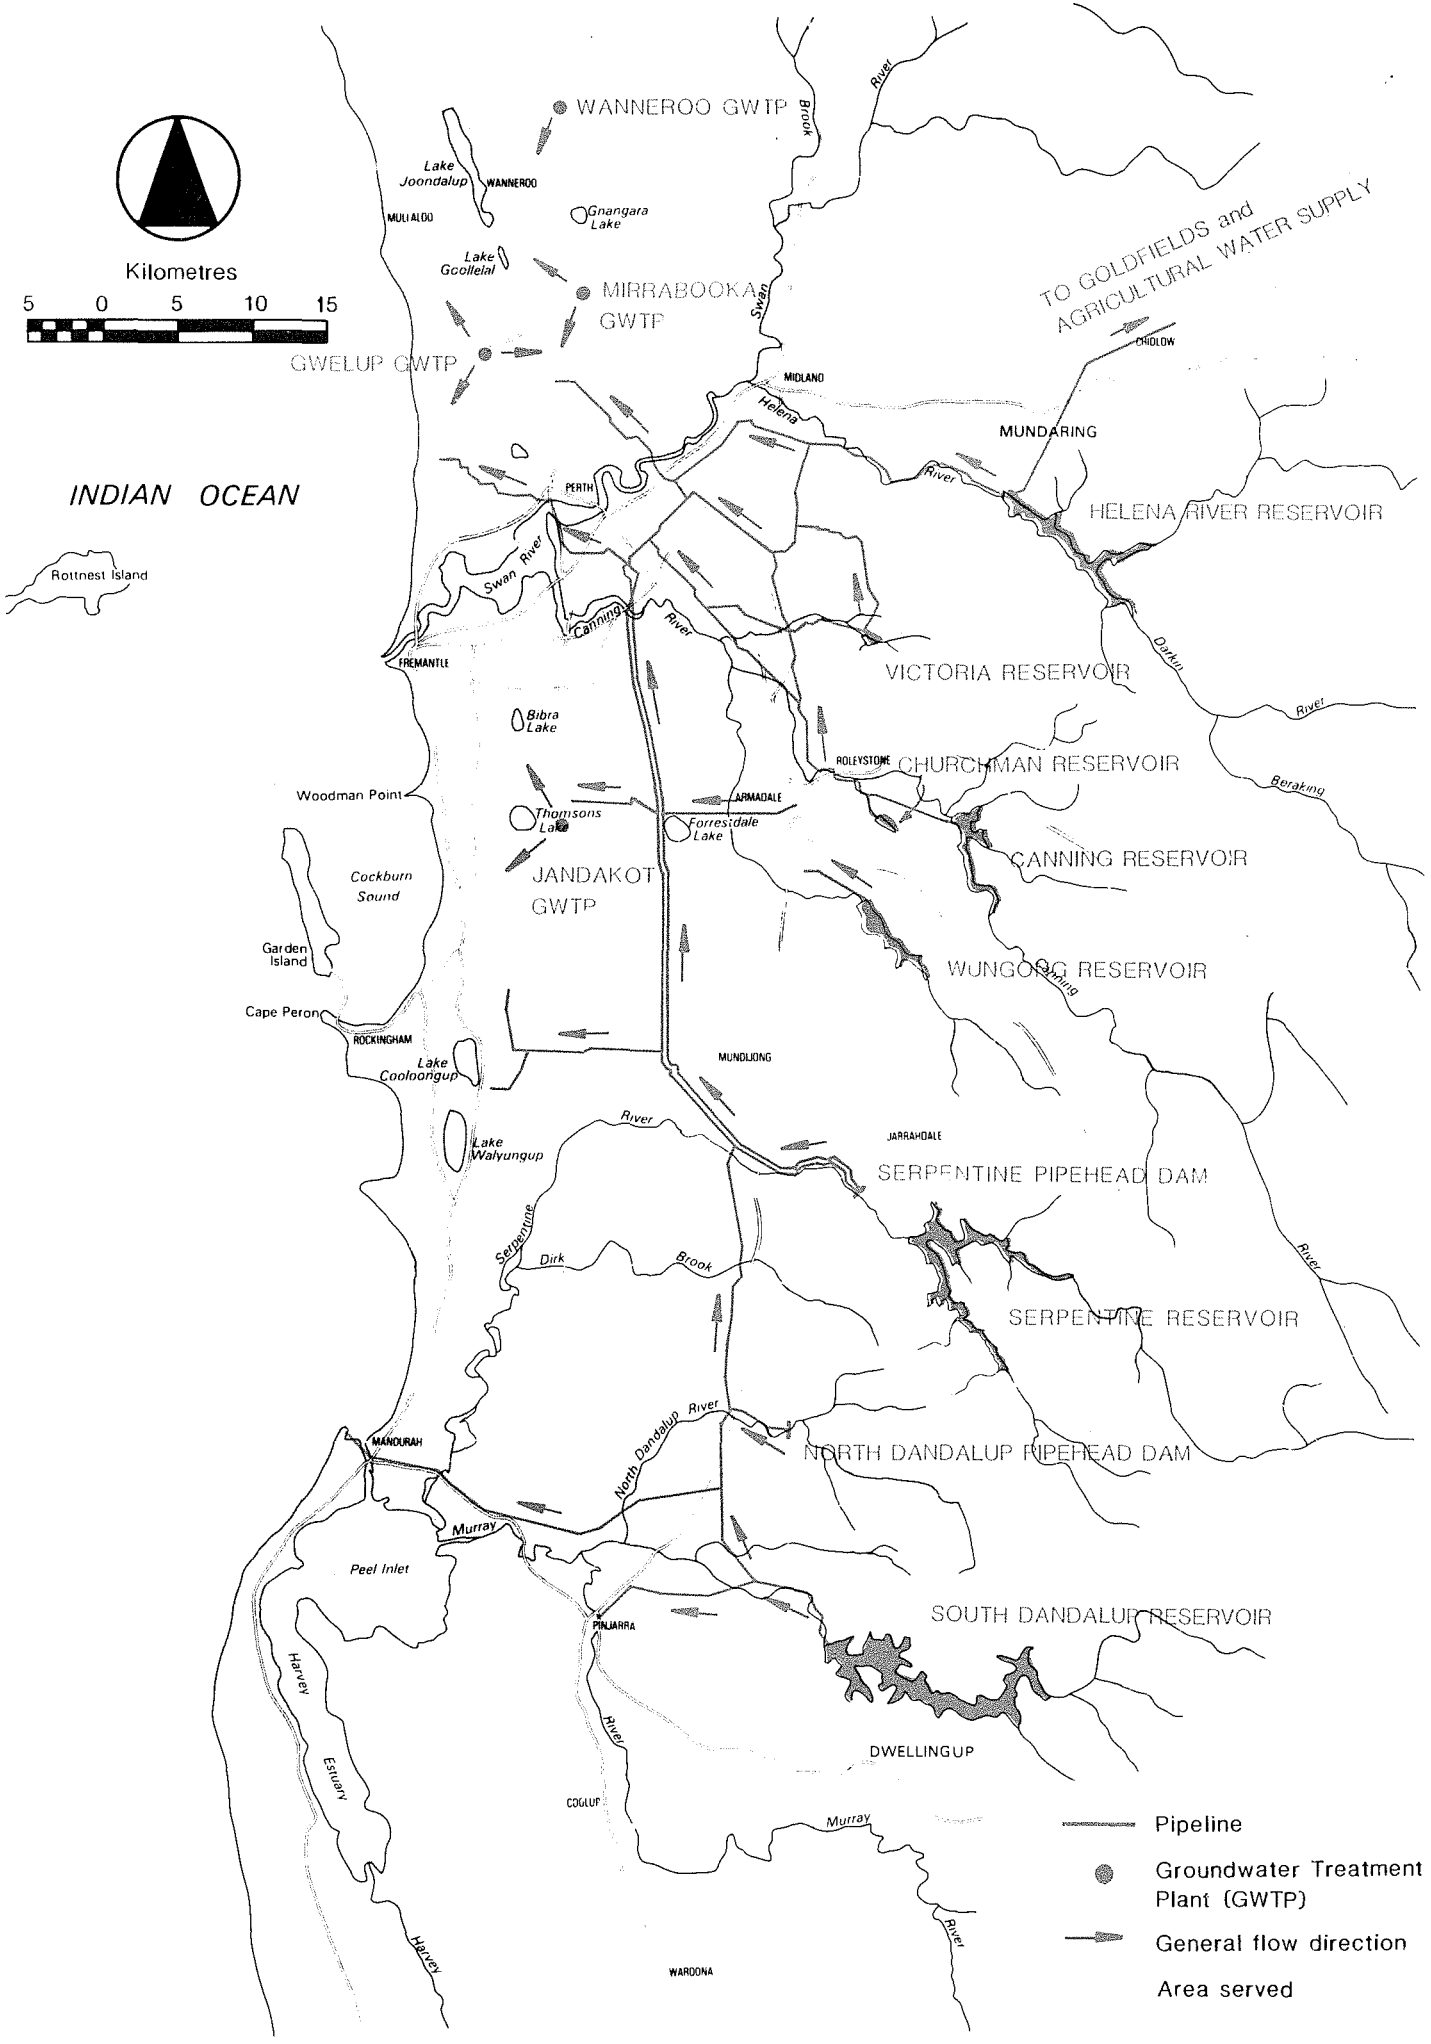 WANNEROO GWTP
Brook
River
Lake
Joondalup
WANNEROO
MULLALOO
Gnangara
Lake
Lake
Goollelal
Kilometres
5 0 5 10 15
MIRRABOOKA
GWTP
Swan
TO GOLDFIELDS and
AGRICULTURAL WATER SUPPLY
CHIDLOW
GWELUP GWTP
MIDLAND
Helena
MUNDARING
River
INDIAN OCEAN
PERTH
HELENA RIVER RESERVOIR
Rottnest Island
Swan River
Canning
River
FREMANTLE
VICTORIA RESERVOIR
Darkin
River
Bibra
Lake
ROLEYSTONE
CHURCHMAN RESERVOIR
Beraking
Woodman Point
ARMADALE
Thomsons
Lake
Forrestdale
Lake
CANNING RESERVOIR
JANDAKOT
GWTP
Cockburn
Sound
Garden
Island
WUNGONG RESERVOIR
Canning
Cape Peron
ROCKINGHAM
MUNDIJONG
Lake
Cooloongup
River
JARRAHDALE
Lake
Walyungup
SERPENTINE PIPEHEAD DAM
Serpentine
Dirk
Brook
River
SERPENTINE RESERVOIR
North Dandalup River
MANDURAH
NORTH DANDALUP PIPEHEAD DAM
Murray
Peel Inlet
SOUTH DANDALUP RESERVOIR
PINJARRA
Harvey
River
DWELLINGUP
Estuary
COOLUP
Murray
Pipeline
Groundwater Treatment
Plant (GWTP)
River
General flow direction
Harvey
WAROONA
Area served